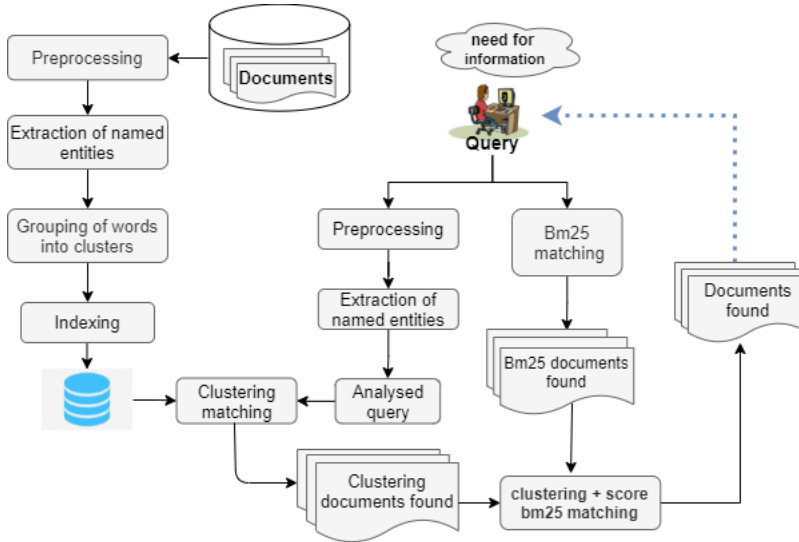 Preprocessing
Documents
need for
information
Extraction of named
entities
Query
Grouping of words
into clusters
Preprocessing
Bm25
matching
Extraction of
named entities
Documents
found
Indexing
Bm25 documents
found
Clustering
matching
Analysed
query
Clustering
documents found
clustering + score
bm25 matching